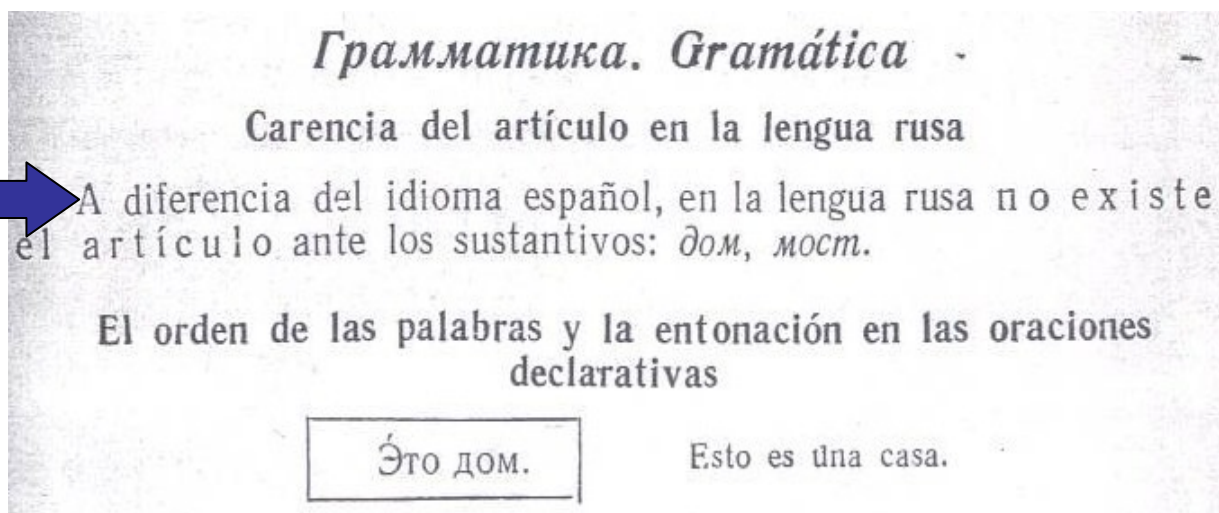 Грамматика. Gramática
Carencia del artículo en la lengua rusa
A diferencia del idioma español, en la lengua rusa no existe
el artículo ante los sustantivos: дом, мост.
El orden de las palabras y la entonación en las oraciones
declarativas
Э́то дом. Esto es una casa.